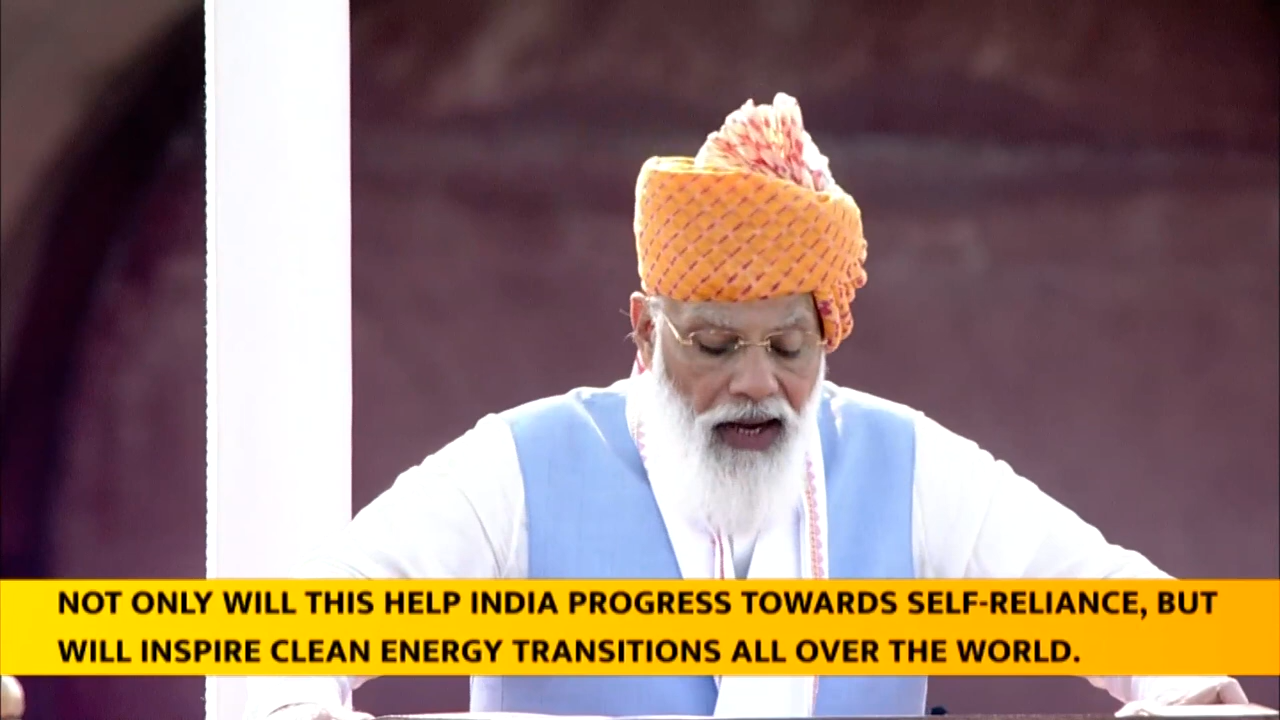 NOT ONLY WILL THIS HELP INDIA PROGRESS TOWARDS SELF-RELIANCE, BUT
WILL INSPIRE CLEAN ENERGY TRANSITIONS ALL OVER THE WORLD.